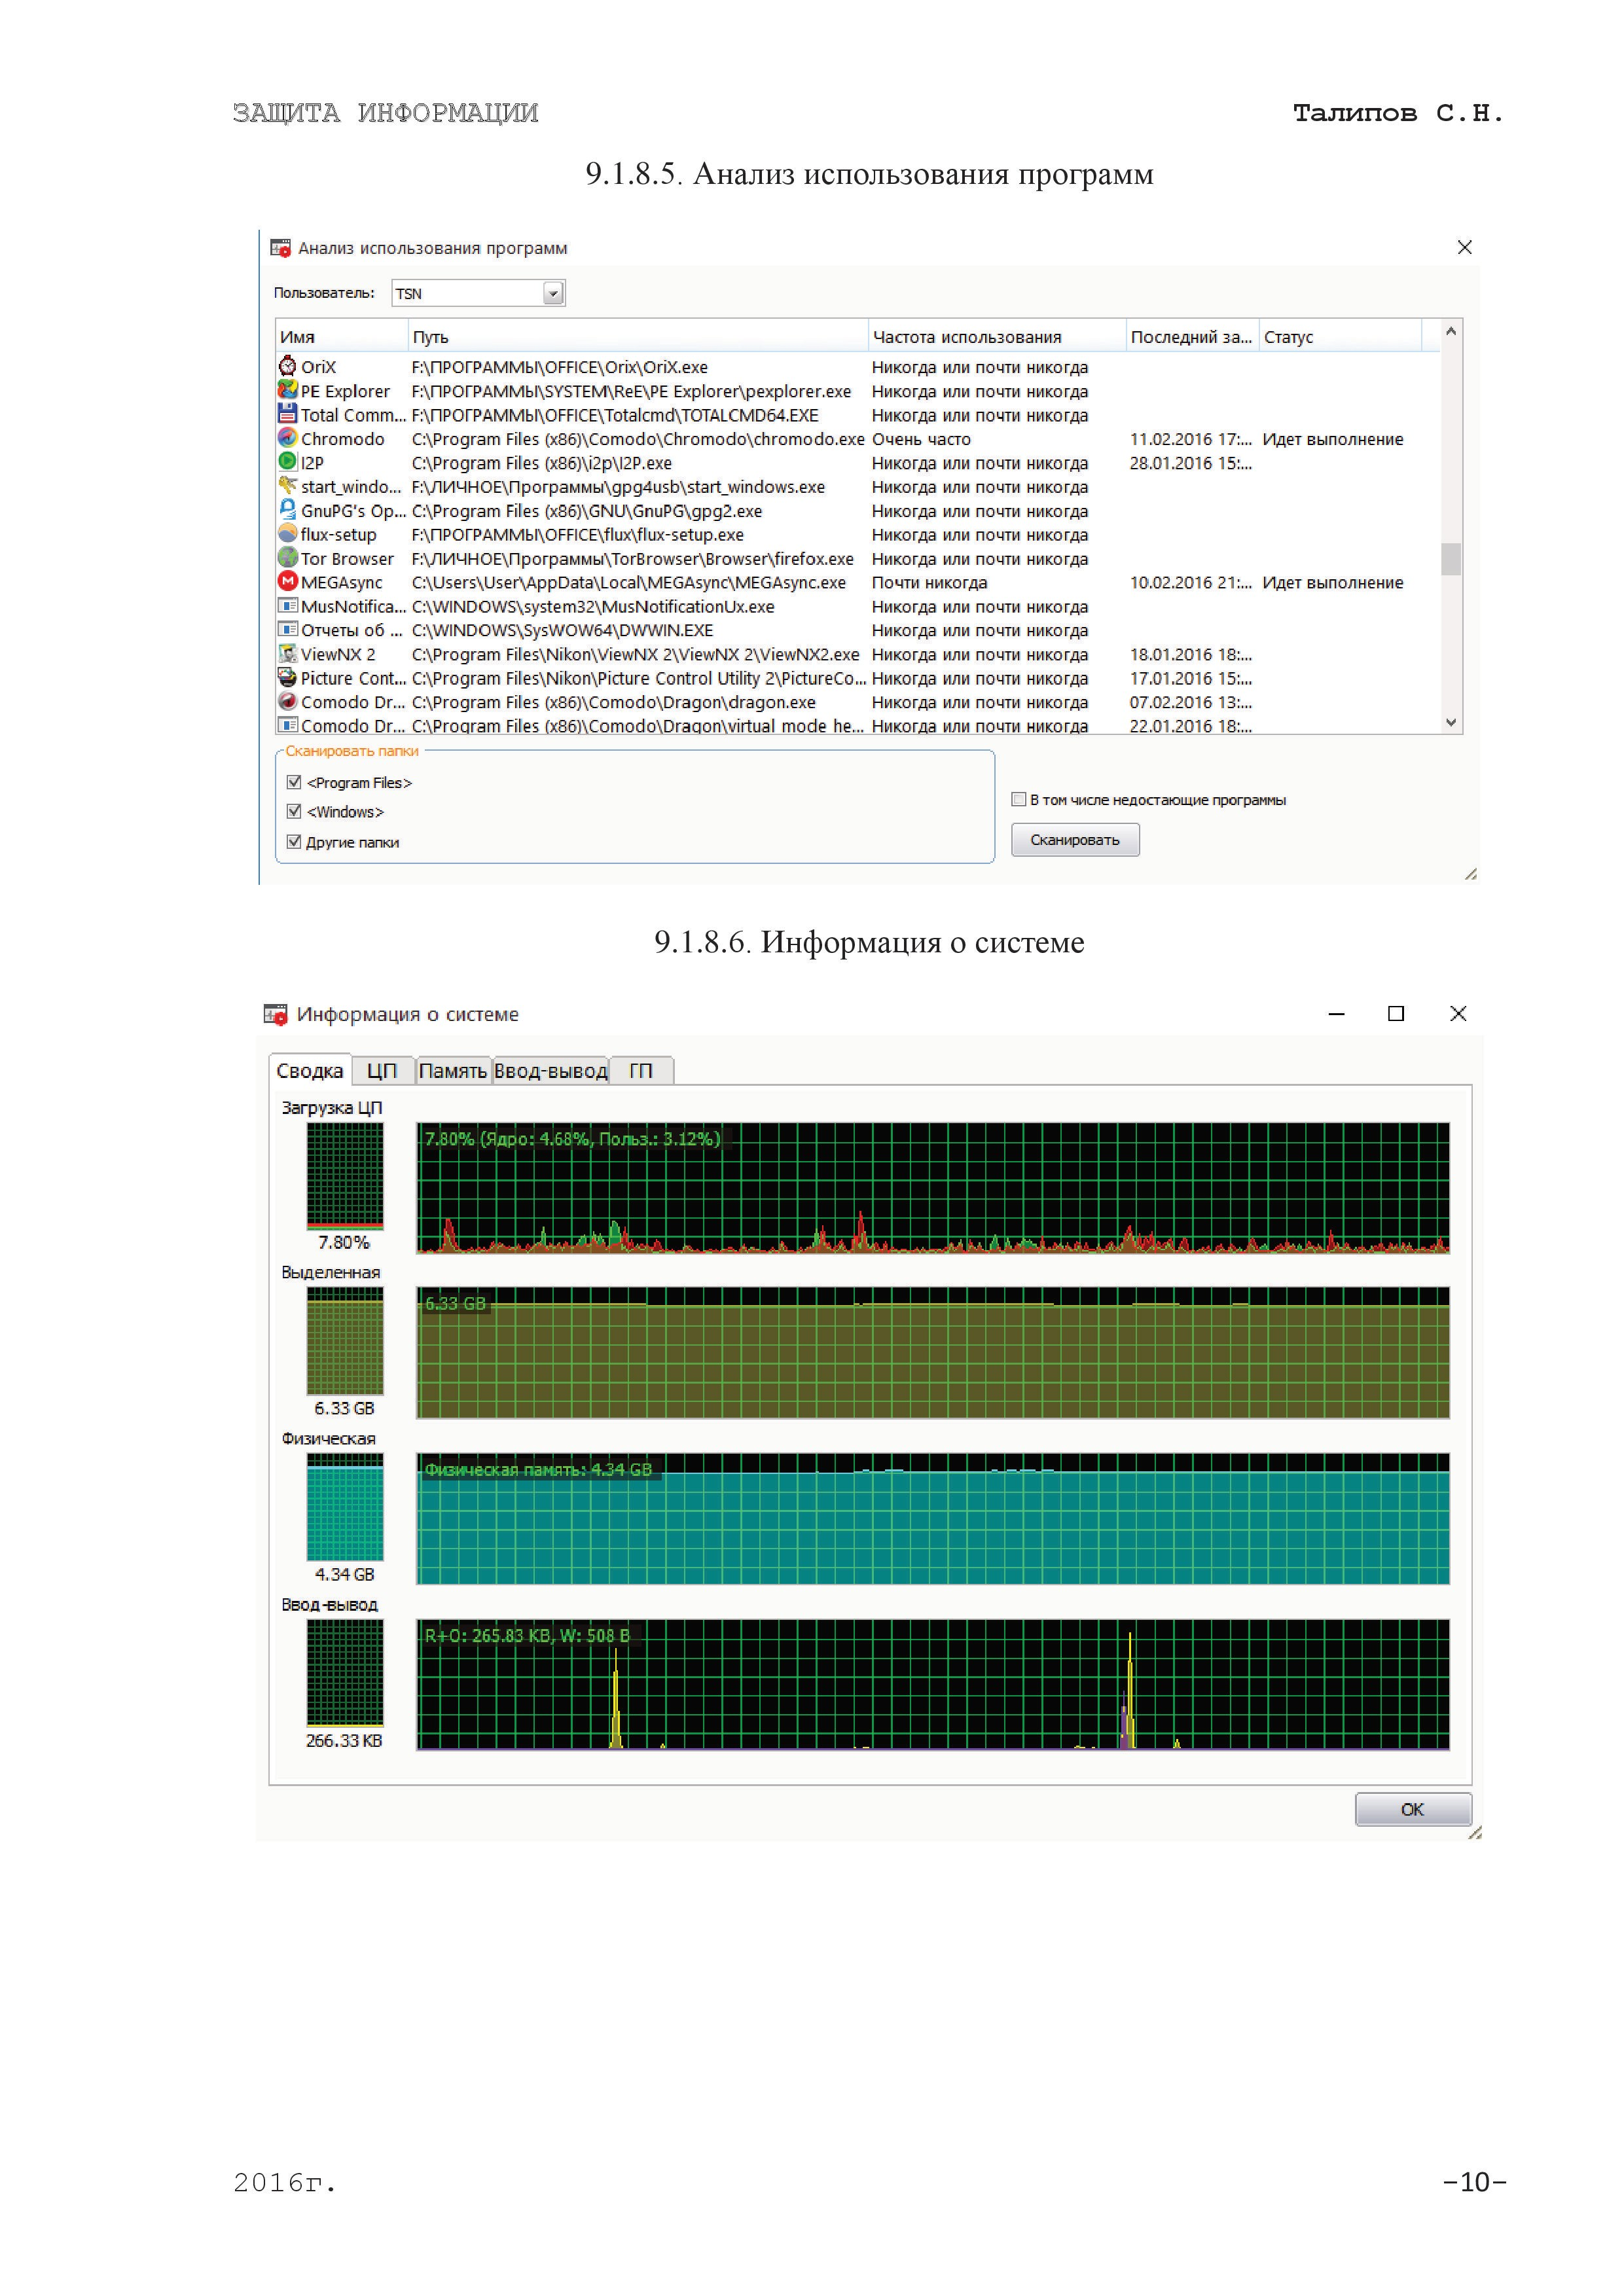 ЗАЩИТА ИНФОРМАЦИИ Талипов С.Н.
9.1.8.5. Анализ использования программ
Анализ использования программ
Пользователь: TSN
Имя Путь Частота использования Последний за... Статус
OriX F:\ПРОГРАММЫ\OFFICE\Orix\OriX.exe Никогда или почти никогда
PE Explorer F:\ПРОГРАММЫ\SYSTEM\ReE\PE Explorer\pexplorer.exe Никогда или почти никогда
Total Comm... F:\ПРОГРАММЫ\OFFICE\Totalcmd\TOTALCMD64.EXE Никогда или почти никогда
Chromodo C:\Program Files (x86)\Comodo\Chromodo\chromodo.exe Очень часто 11.02.2016 17:... Идет выполнение
I2P C:\Program Files (x86)\i2p\I2P.exe Никогда или почти никогда 28.01.2016 15:...
start_windo... F:\ЛИЧНОЕ\Программы\gpg4usb\start_windows.exe Никогда или почти никогда
GnuPG's Op... C:\Program Files (x86)\GNU\GnuPG\gpg2.exe Никогда или почти никогда
flux-setup F:\ПРОГРАММЫ\OFFICE\flux\flux-setup.exe Никогда или почти никогда
Tor Browser F:\ЛИЧНОЕ\Программы\TorBrowser\Browser\firefox.exe Никогда или почти никогда
MEGAsync C:\Users\User\AppData\Local\MEGAsync\MEGAsync.exe Почти никогда 10.02.2016 21:... Идет выполнение
MusNotifica... C:\WINDOWS\system32\MusNotificationUx.exe Никогда или почти никогда
Отчеты об ... C:\WINDOWS\SysWOW64\DWWIN.EXE Никогда или почти никогда
ViewNX 2 C:\Program Files\Nikon\ViewNX 2\ViewNX 2\ViewNX2.exe Никогда или почти никогда 18.01.2016 18:...
Picture Cont... C:\Program Files\Nikon\Picture Control Utility 2\PictureCo... Никогда или почти никогда 17.01.2016 15:...
Comodo Dr... C:\Program Files (x86)\Comodo\Dragon\dragon.exe Никогда или почти никогда 07.02.2016 13:...
Comodo Dr... C:\Program Files (x86)\Comodo\Dragon\virtual mode he... Никогда или почти никогда 22.01.2016 18:...
Сканировать папки
<Program Files>
<Windows>
Другие папки
В том числе недостающие программы
Сканировать
9.1.8.6. Информация о системе
Информация о системе
Сводка ЦП Память Ввод-вывод ГП
Загрузка ЦП
7.80% (Ядро: 4.68%, Польз.: 3.12%)
7.80%
Выделенная
6.33 GB
6.33 GB
Физическая
Физическая память: 4.34 GB
4.34 GB
Ввод-вывод
R+O: 265.83 KB, W: 508 B
266.33 KB
OK
2016г. -10-